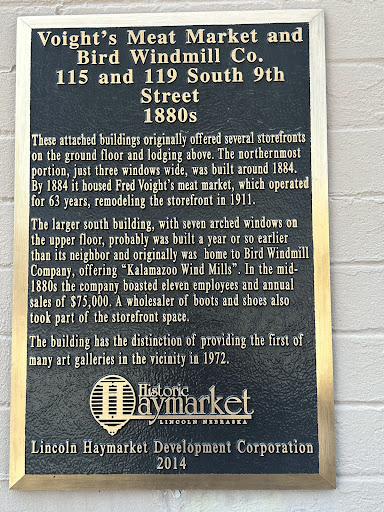 Voight's Meat Market and
Bird Windmill Co.
115 and 119 South 9th
Street
1880s
These attached buildings originally offered several storefronts
on the ground floor and lodging above. The northernmost
portion, just three windows wide, was built around 1884.
By 1884 it housed Fred Voight's meat market, which operated
for 63 years, remodeling the storefront in 1911.
The larger south building, with seven arched windows on
the upper floor, probably was built a year or so earlier
than its neighbor and originally was home to Bird Windmill
Company, offering "Kalamazoo Wind Mills". In the mid-
1880s the company boasted eleven employees and annual
sales of $75,000. A wholesaler of boots and shoes also
took part of the storefront space.
The building has the distinction of providing the first of
many art galleries in the vicinity in 1972.
Historic
Haymarket
LINCOLN NEBRASKA
Lincoln Haymarket Development Corporation
2014